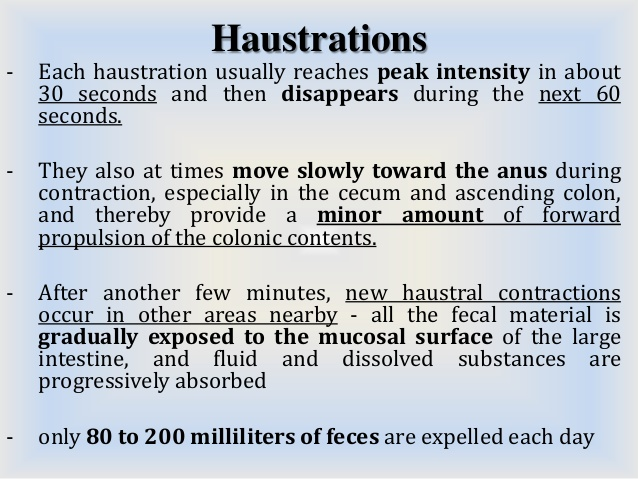 Haustrations
- Each haustration usually reaches peak intensity in about
30 seconds and then disappears during the next 60
seconds.
- They also at times move slowly toward the anus during
contraction, especially in the cecum and ascending colon,
and thereby provide a minor amount of forward
propulsion of the colonic contents.
- After another few minutes, new haustral contractions
occur in other areas nearby - all the fecal material is
gradually exposed to the mucosal surface of the large
intestine, and fluid and dissolved substances are
progressively absorbed
- only 80 to 200 milliliters of feces are expelled each day